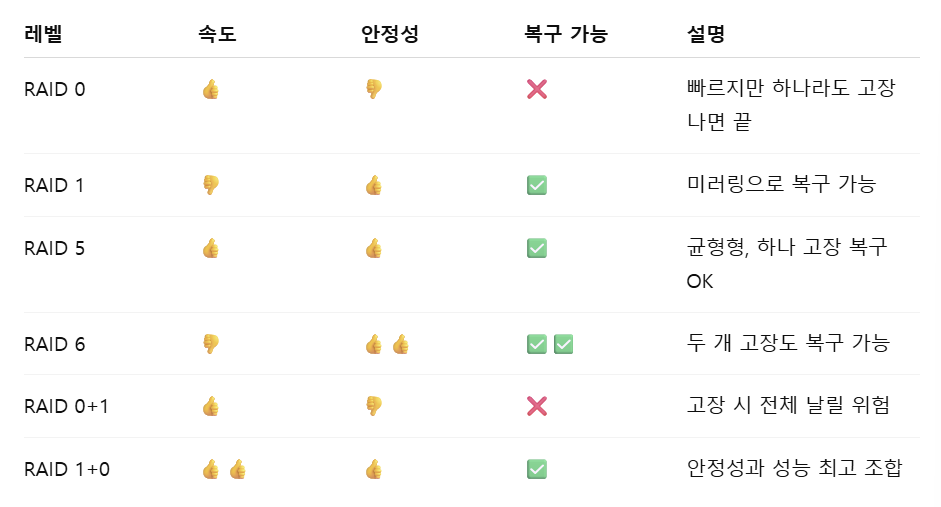 레벨 속도 안정성 복구 가능 설명
RAID 0 👍 👎 ❌ 빠르지만 하나라도 고장
나면 끝
RAID 1 👎 👍 ✅ 미러링으로 복구 가능
RAID 5 👍 👍 ✅ 균형형, 하나 고장 복구
OK
RAID 6 👎 👍👍 ✅✅ 두 개 고장도 복구 가능
RAID 0+1 👍 👎 ❌ 고장 시 전체 날릴 위험
RAID 1+0 👍👍 👍 ✅ 안정성과 성능 최고 조합